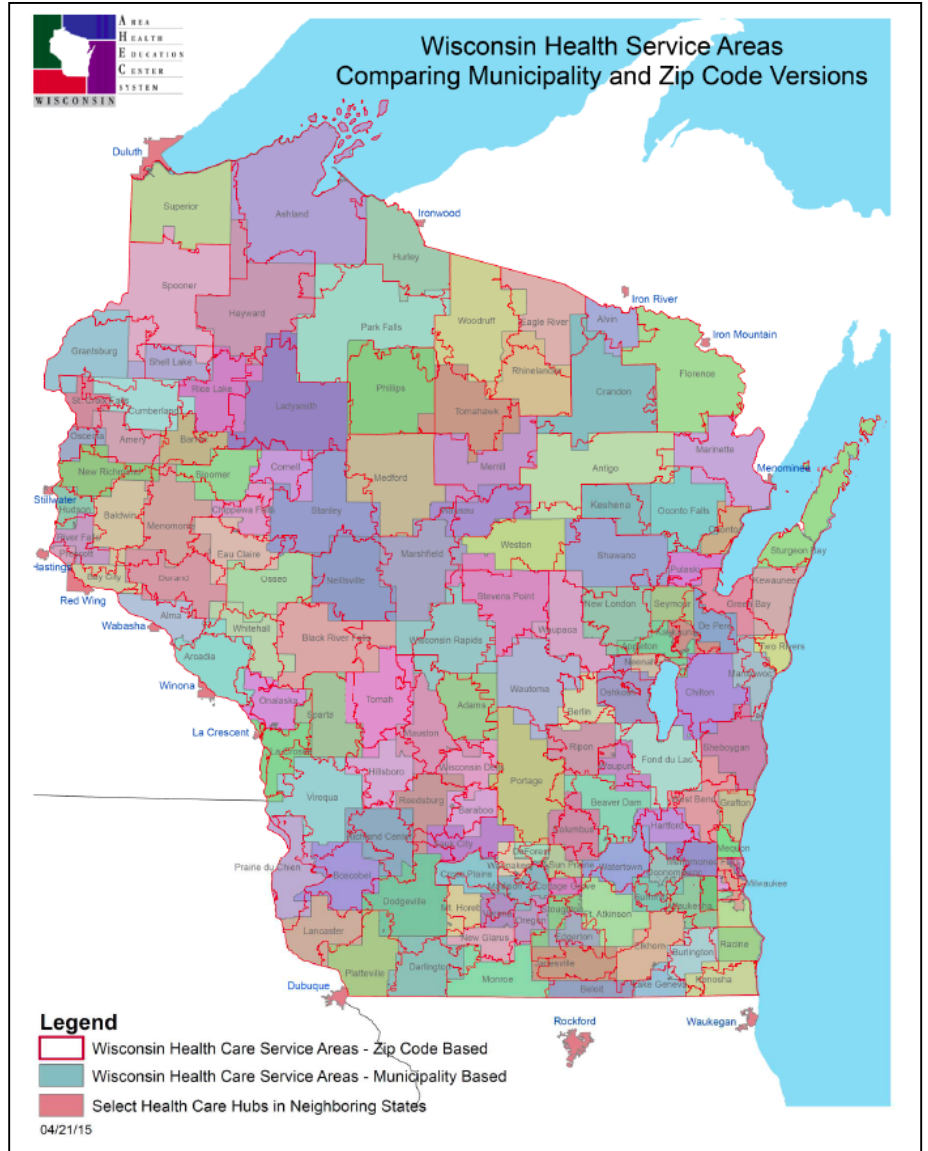 AREA
HEALTH
EDUCATION
CENTER
SYSTEM
WISCONSIN
Wisconsin Health Service Areas
Comparing Municipality and Zip Code Versions
Duluth
Superior
Ashland
Ironwood
Hurley
Spooner
Hayward
Park Falls
Woodruff
Eagle River
Iron River
Alvin
Iron Mountain
Grantsburg
Shell Lake
Rice Lake
Ladysmith
Phillips
Rhinelander
Tomahawk
Crandon
Florence
St. Croix Falls
Cumberland
Osceola
Amery
Barron
Marinette
Menominee
New Richmond
Bloomer
Cornell
Medford
Merrill
Antigo
Stillwater
Hudson
Baldwin
Menomonie
Chippewa Falls
Stanley
Wausau
Keshena
Oconto Falls
Oconto
River Falls
Prescott
Eau Claire
Marshfield
Weston
Shawano
Sturgeon Bay
Hastings
Bay City
Durand
Osseo
Neillsville
Pulaski
Kewaunee
Red Wing
Alma
Stevens Point
New London
Seymour
Green Bay
Wabasha
Whitehall
Black River Falls
Wisconsin Rapids
Waupaca
De Pere
Arcadia
Appleton
Two Rivers
Winona
Neenah
Onalaska
Sparta
Tomah
Adams
Wautoma
Oshkosh
Chilton
Berlin
La Crescent
Mauston
Ripon
Fond du Lac
Sheboygan
Hillsboro
Portage
Waupun
Viroqua
Reedsburg
Baraboo
Beaver Dam
West Bend
Grafton
Richland Center
Sauk City
Columbus
Hartford
Mequon
Prairie du Chien
Boscobel
Sun Prairie
Watertown
Milwaukee
Dodgeville
Mt. Horeb
Cottage Grove
Waukesha
Lancaster
Oregon
New Glarus
Edgerton
Elkhorn
Burlington
Racine
Platteville
Darlington
Monroe
Janesville
Beloit
Lake Geneva
Kenosha
Dubuque
Rockford
Waukegan
Legend
Wisconsin Health Care Service Areas - Zip Code Based
Wisconsin Health Care Service Areas - Municipality Based
Select Health Care Hubs in Neighboring States
04/21/15